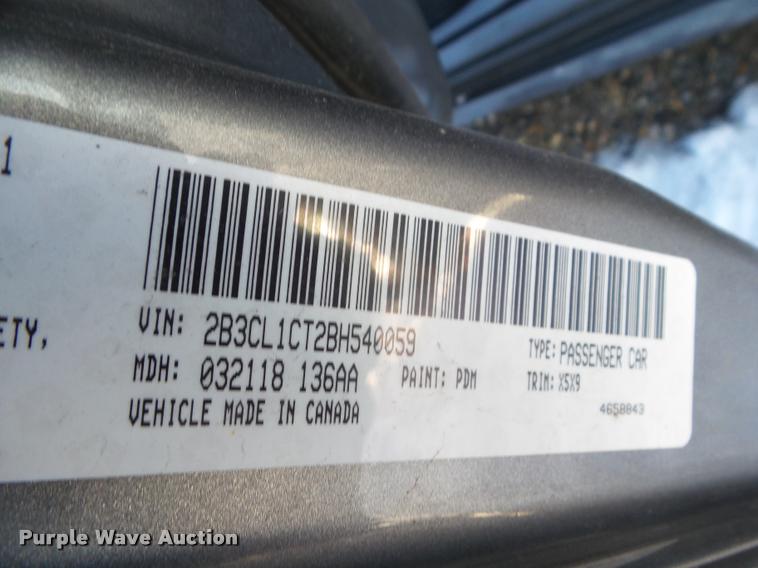 1
ETY,
VIN: 2B3CL1CT2BH540059
TYPE: PASSENGER CAR
MDH: 032118 136AA
PAINT: PDM
TRIM: X5X9
VEHICLE MADE IN CANADA
4658843
Purple Wave Auction